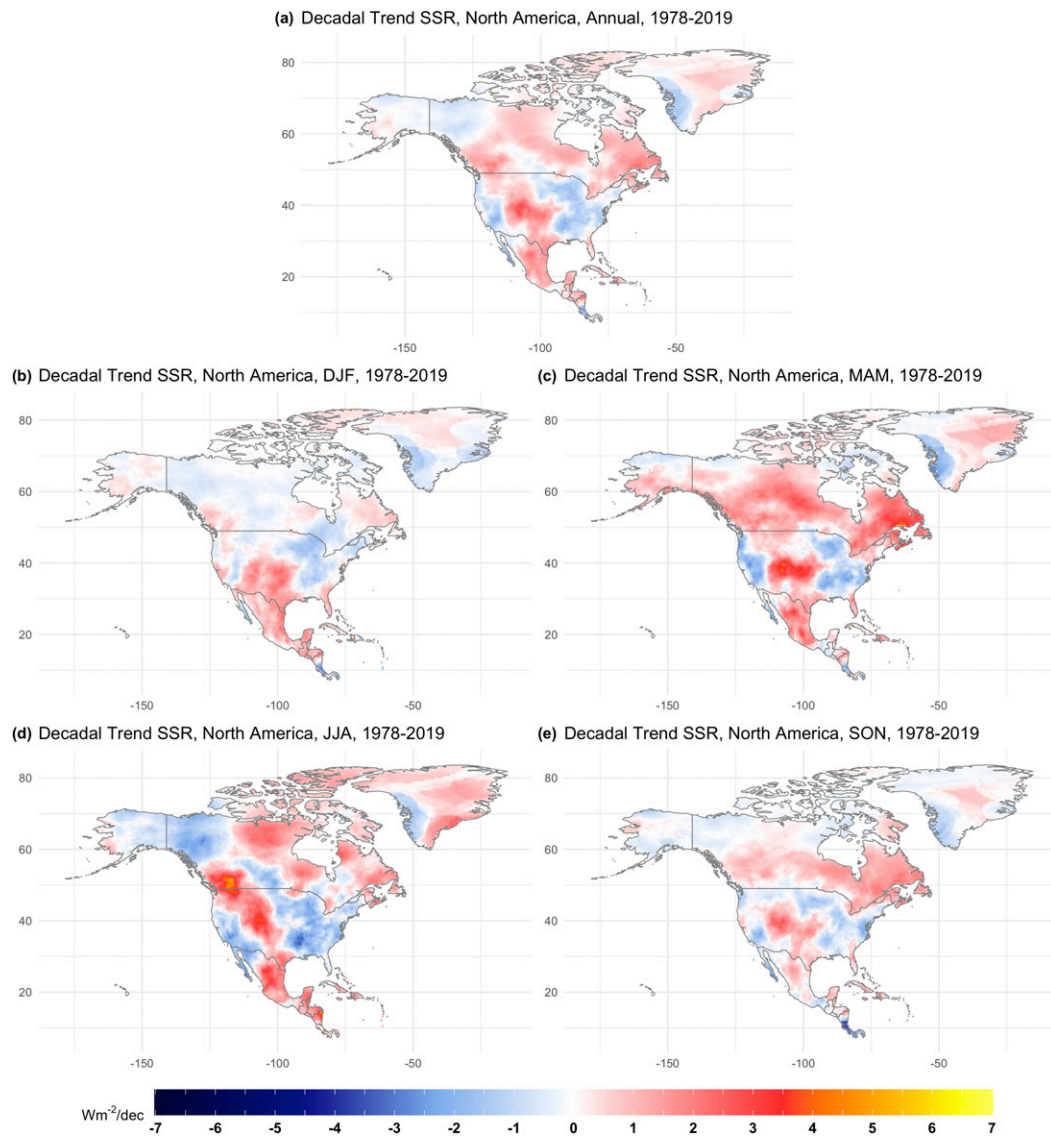 (a) Decadal Trend SSR, North America, Annual, 1978-2019
80
60
40
20
-150 -100 -50
(b) Decadal Trend SSR, North America, DJF, 1978-2019
80
60
40
20
-150 -100 -50
(c) Decadal Trend SSR, North America, MAM, 1978-2019
80
60
40
20
-150 -100 -50
(d) Decadal Trend SSR, North America, JJA, 1978-2019
80
60
40
20
-150 -100 -50
(e) Decadal Trend SSR, North America, SON, 1978-2019
80
60
40
20
-150 -100 -50
Wm⁻²/dec
-7 -6 -5 -4 -3 -2 -1 0 1 2 3 4 5 6 7